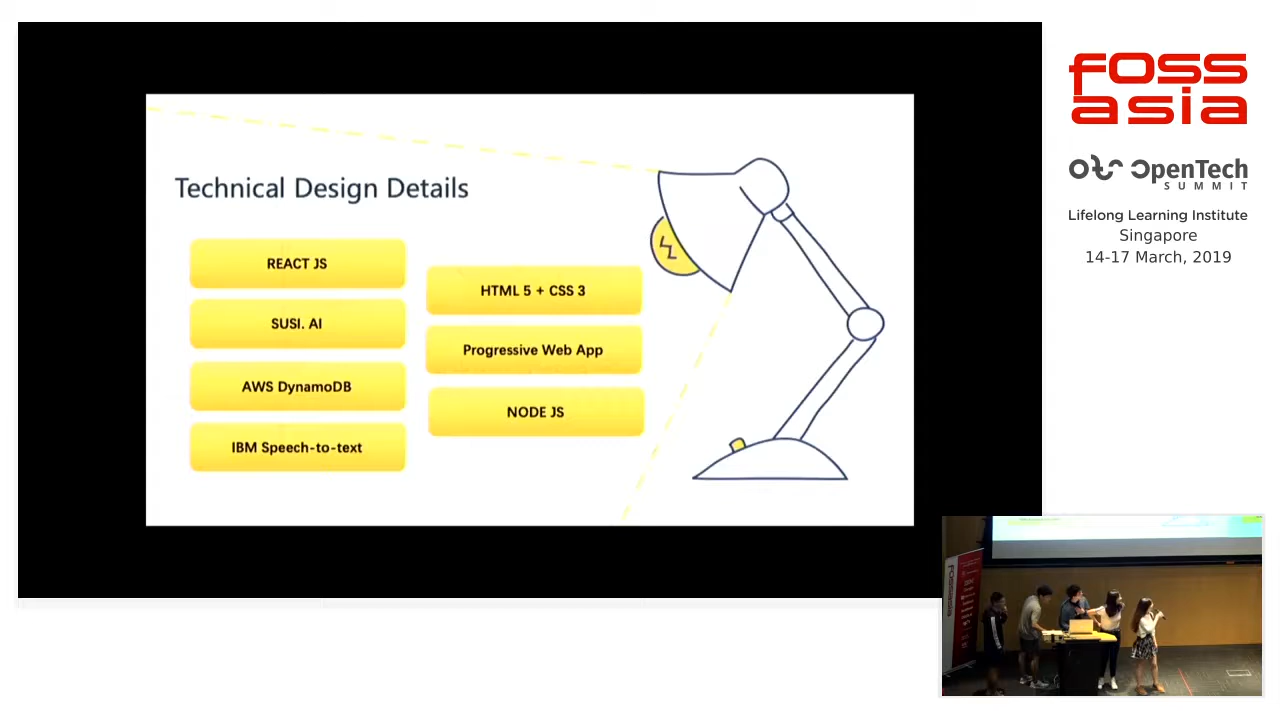 Technical Design Details
REACT JS
SUSI. AI
AWS DynamoDB
IBM Speech-to-text
HTML 5 + CSS 3
Progressive Web App
NODE JS
FOSS
asia
OpenTech
SUMMIT
Lifelong Learning Institute
Singapore
14-17 March, 2019